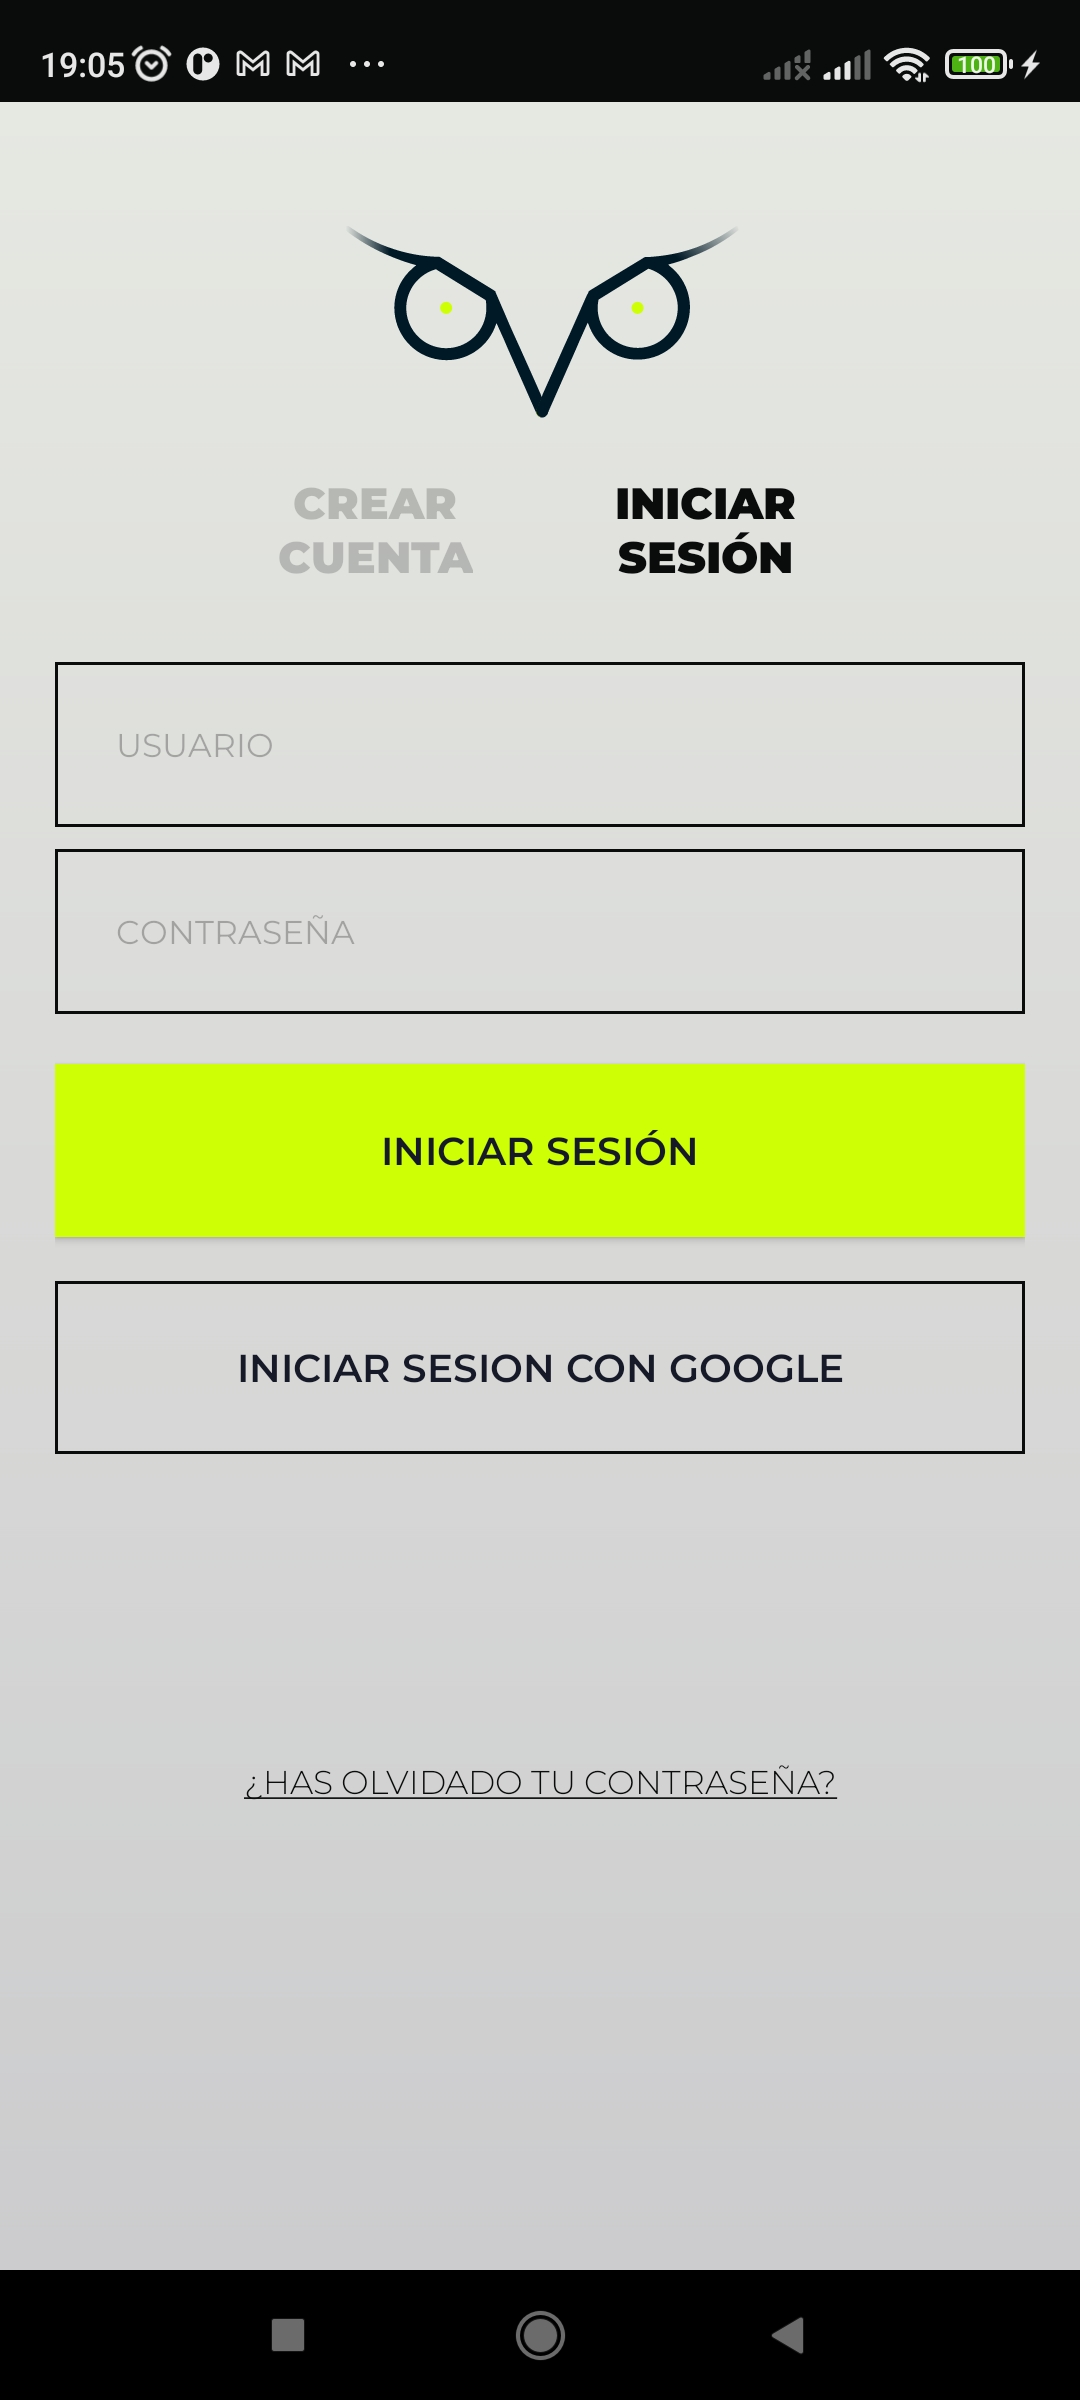 19:05
100
CREAR
CUENTA
INICIAR
SESIÓN
USUARIO
CONTRASEÑA
INICIAR SESIÓN
INICIAR SESION CON GOOGLE
¿HAS OLVIDADO TU CONTRASEÑA?